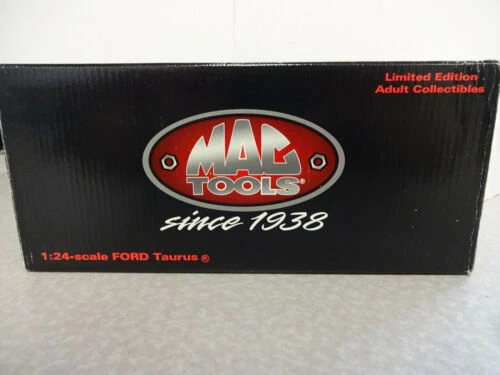 Limited Edition
Adult Collectibles
MAC
TOOLS®
since 1938
1:24-scale FORD Taurus ®